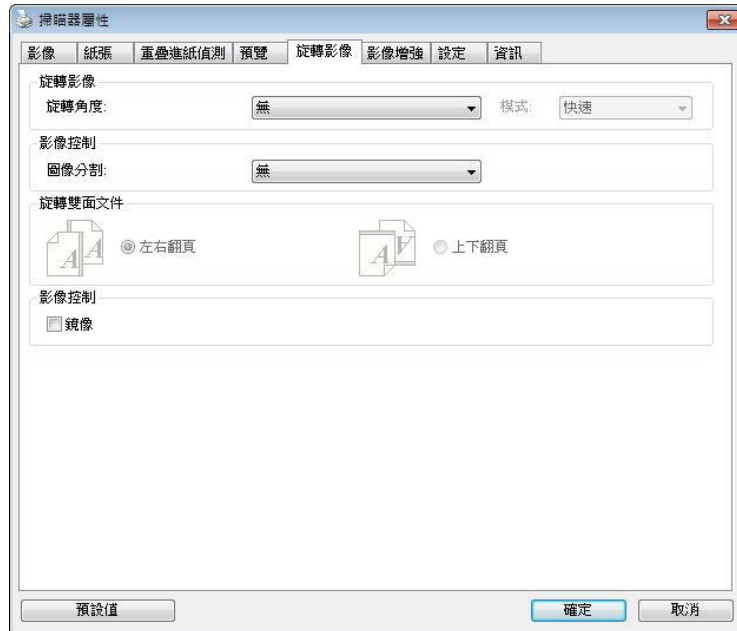 掃瞄器屬性
影像 紙張 重疊進紙偵測 預覽 旋轉影像 影像增強 設定 資訊
旋轉影像
旋轉角度: 無 模式: 快速
影像控制
圖像分割: 無
旋轉雙面文件
A A 左右翻頁 A A 上下翻頁
影像控制
鏡像
預設值 確定 取消